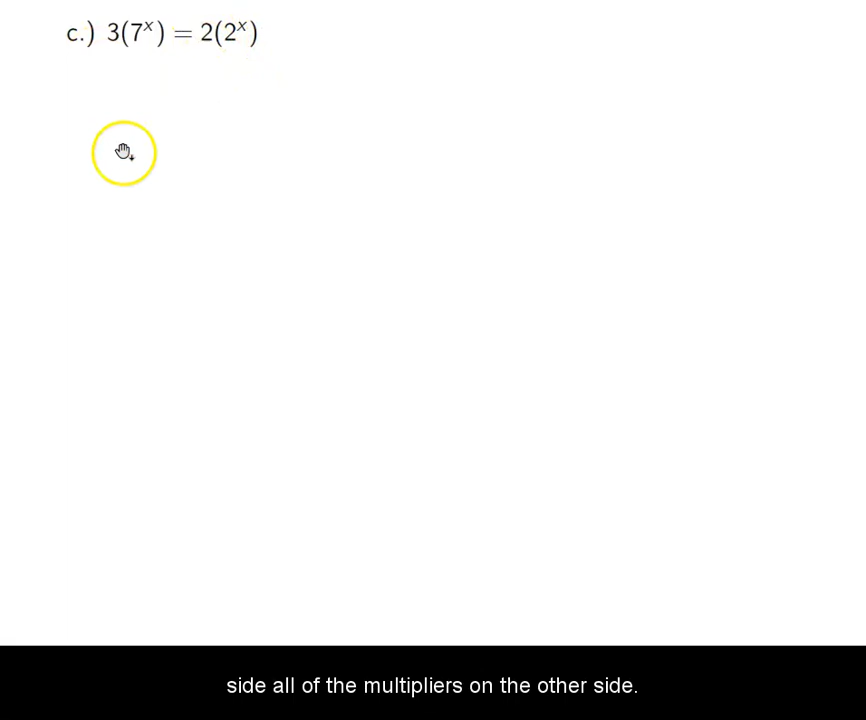 c.) 3(7ˣ) = 2(2ˣ)
side all of the multipliers on the other side.